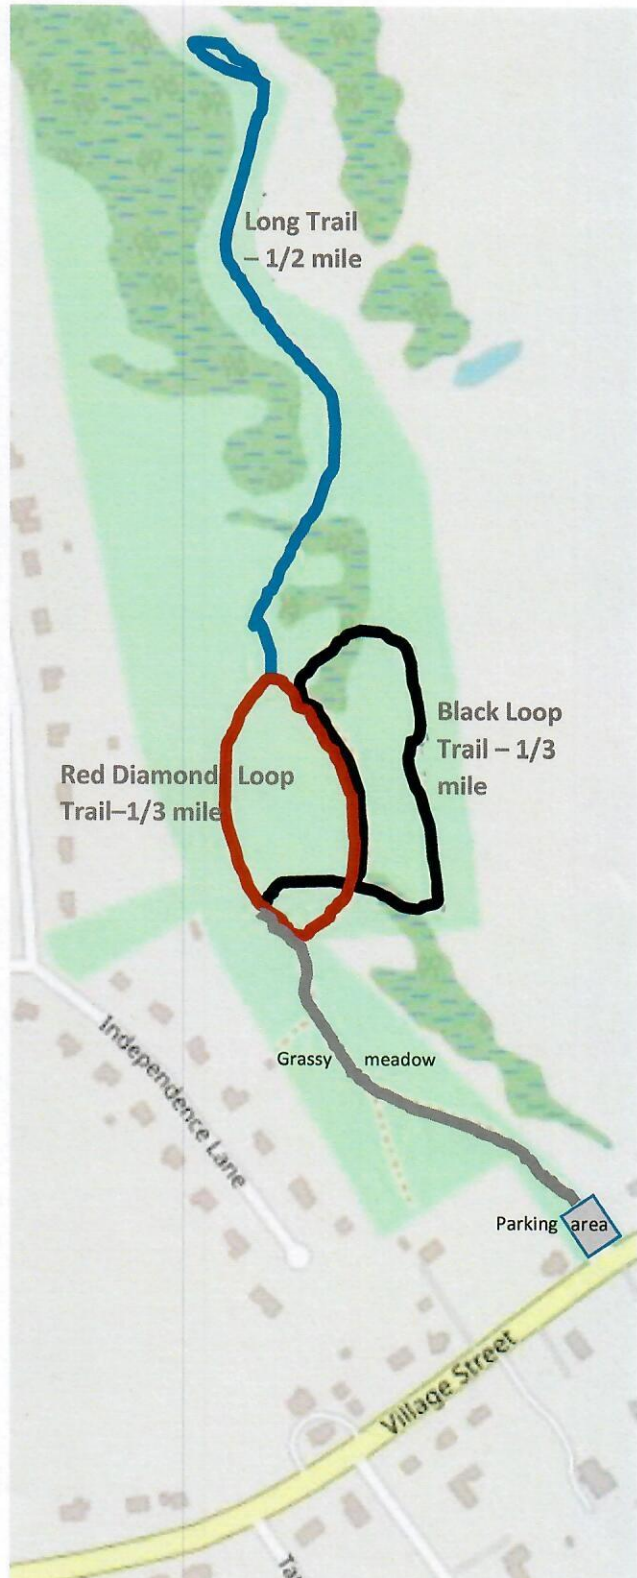 Long Trail
– 1/2 mile
Black Loop
Trail – 1/3
mile
Red Diamond Loop
Trail–1/3 mile
Grassy meadow
Independence Lane
Parking area
Village Street